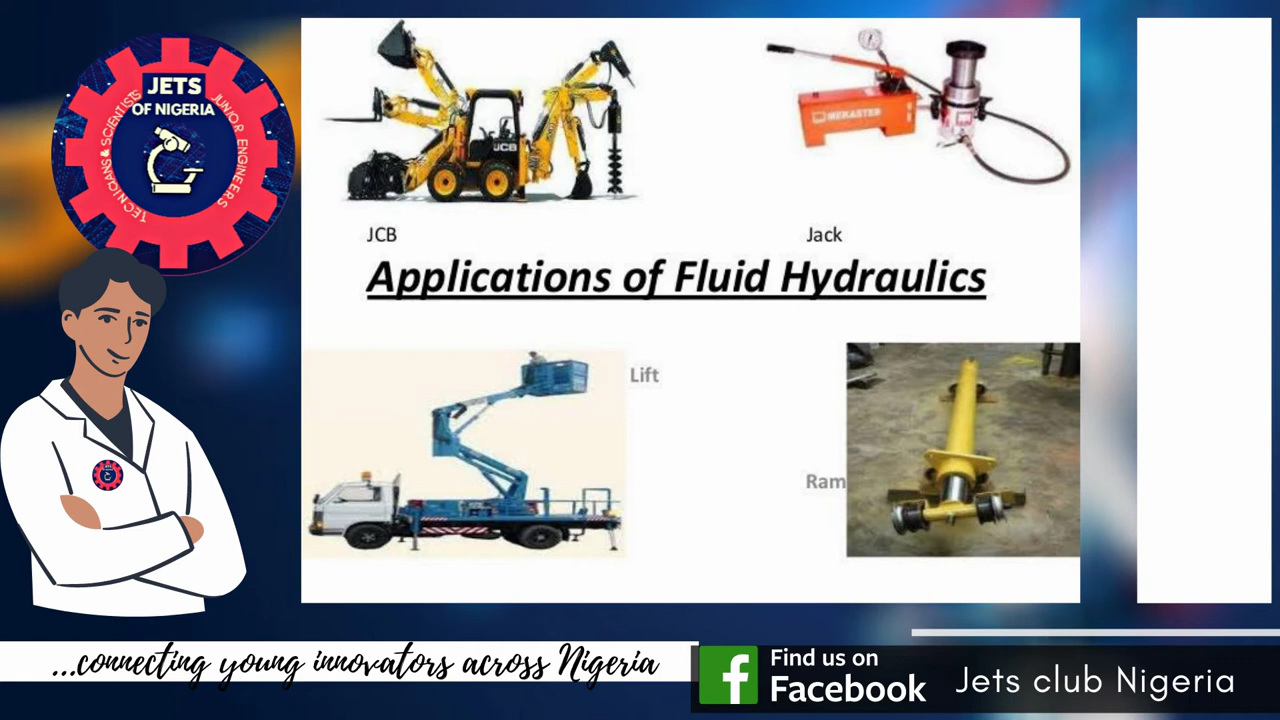 JETS
OF NIGERIA
TECNICIANS & SCIENTISTS
JUNIOR ENGINEERS
JCB
MEKASTER
JCB
Jack
Applications of Fluid Hydraulics
Lift
Ram
...connecting young innovators across Nigeria
Find us on
Facebook
Jets club Nigeria